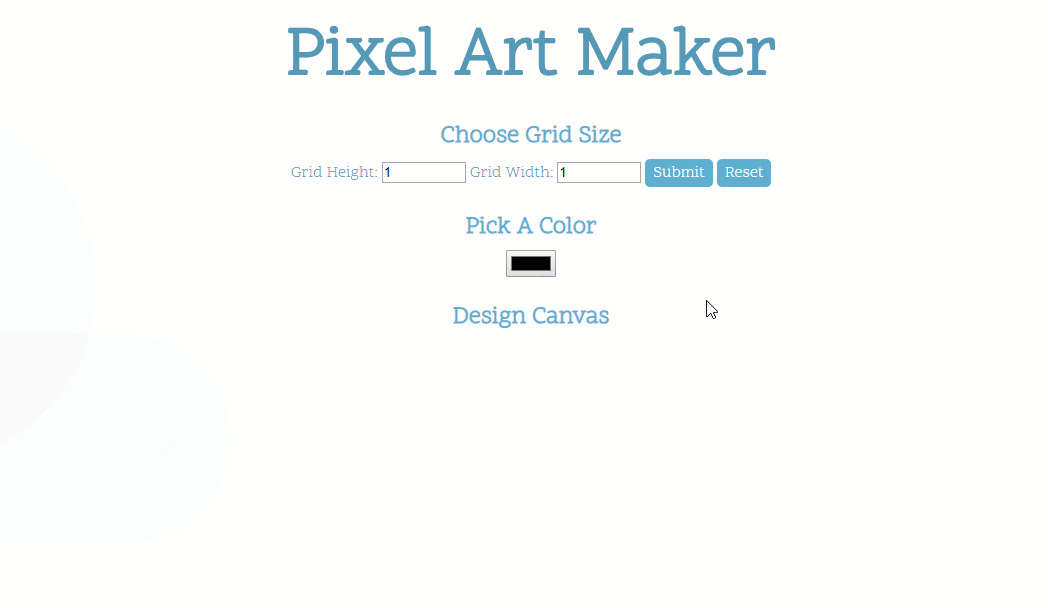 Pixel Art Maker
Choose Grid Size
Grid Height: 1 Grid Width: 1 Submit Reset
Pick A Color
Design Canvas